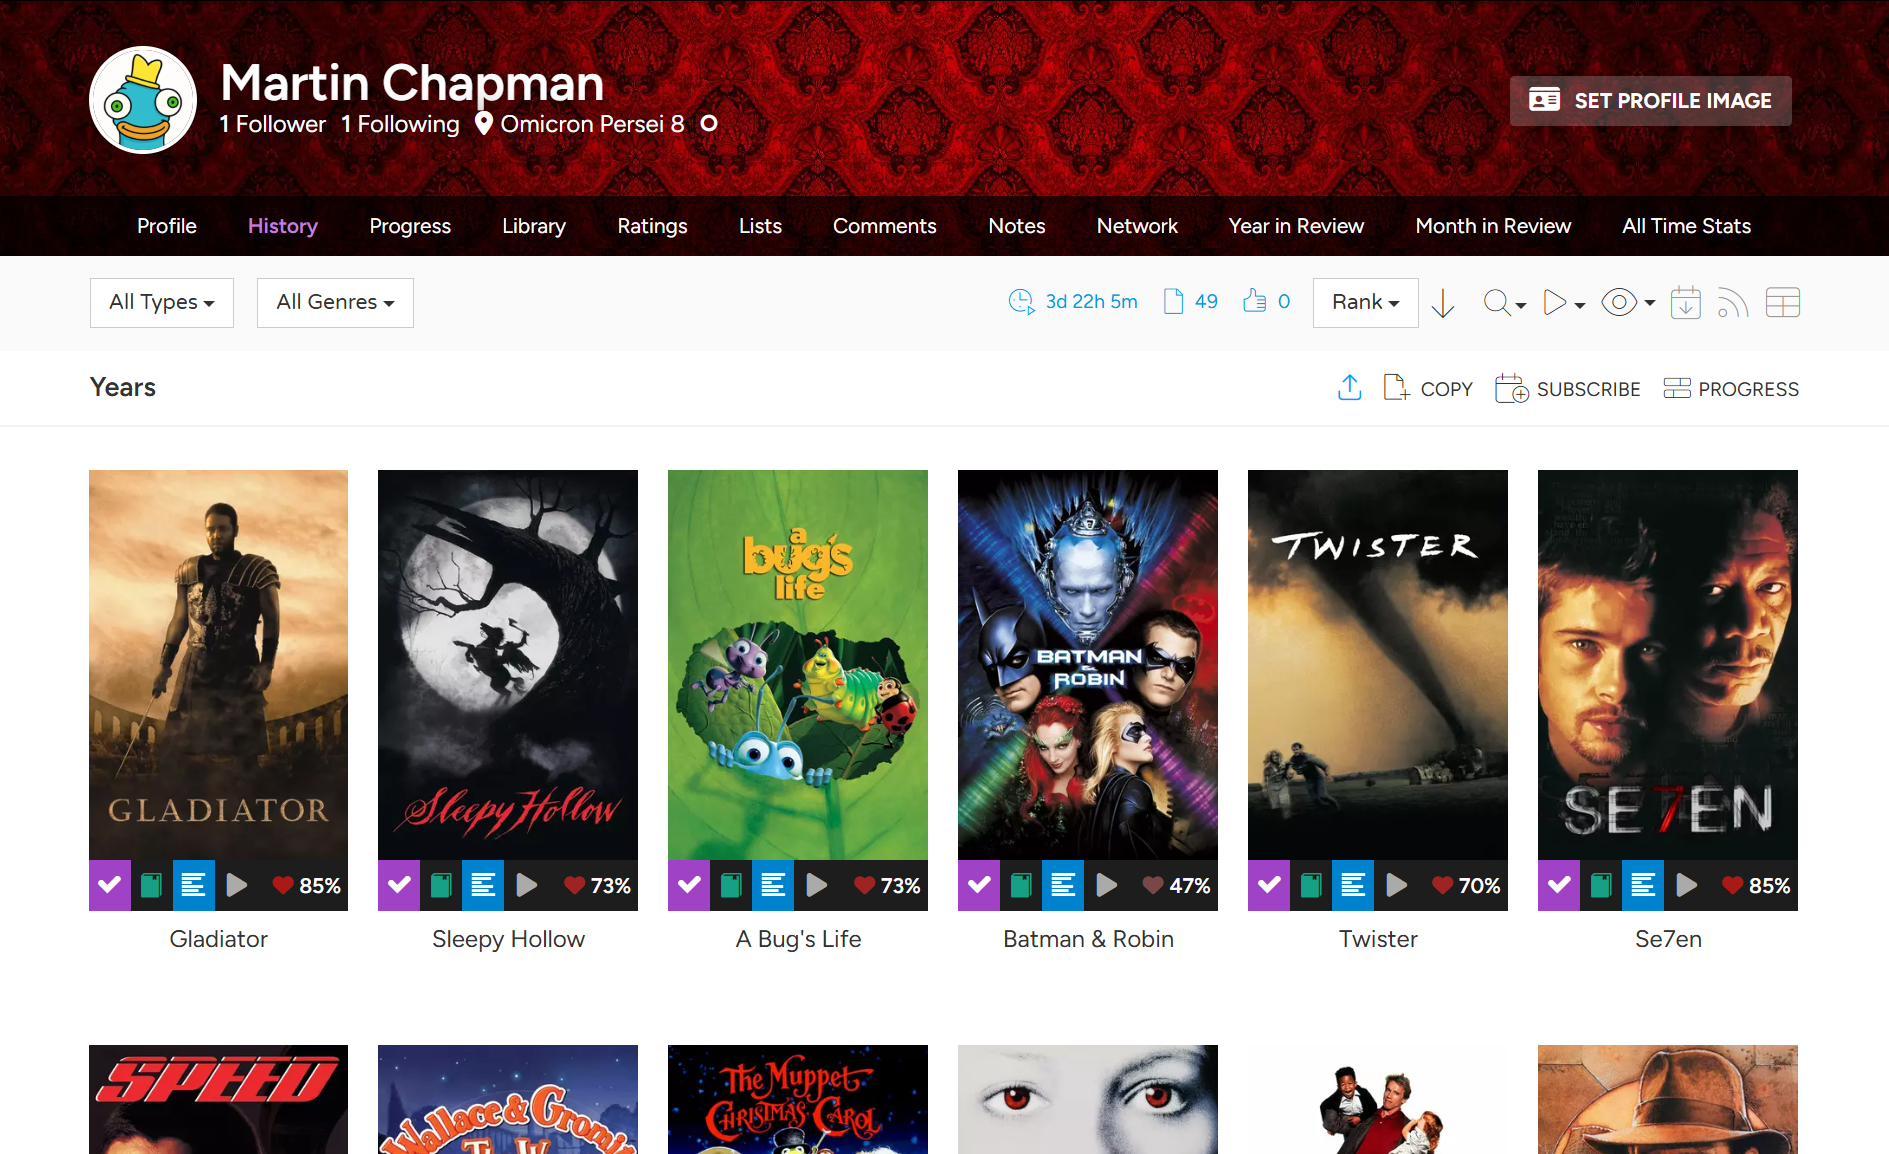 Martin Chapman
1 Follower 1 Following Omicron Persei 8
SET PROFILE IMAGE
Profile History Progress Library Ratings Lists Comments Notes Network Year in Review Month in Review All Time Stats
All Types All Genres 3d 22h 5m 49 0 Rank
Years COPY SUBSCRIBE PROGRESS
GLADIATOR
Sleepy Hollow
a
bug's
life
BATMAN
&
ROBIN
TWISTER
SE7EN
85% 73% 73% 47% 70% 85%
Gladiator Sleepy Hollow A Bug's Life Batman & Robin Twister Se7en
SPEED
Wallace & Gromit
The Muppet
CHRISTMAS CAROL